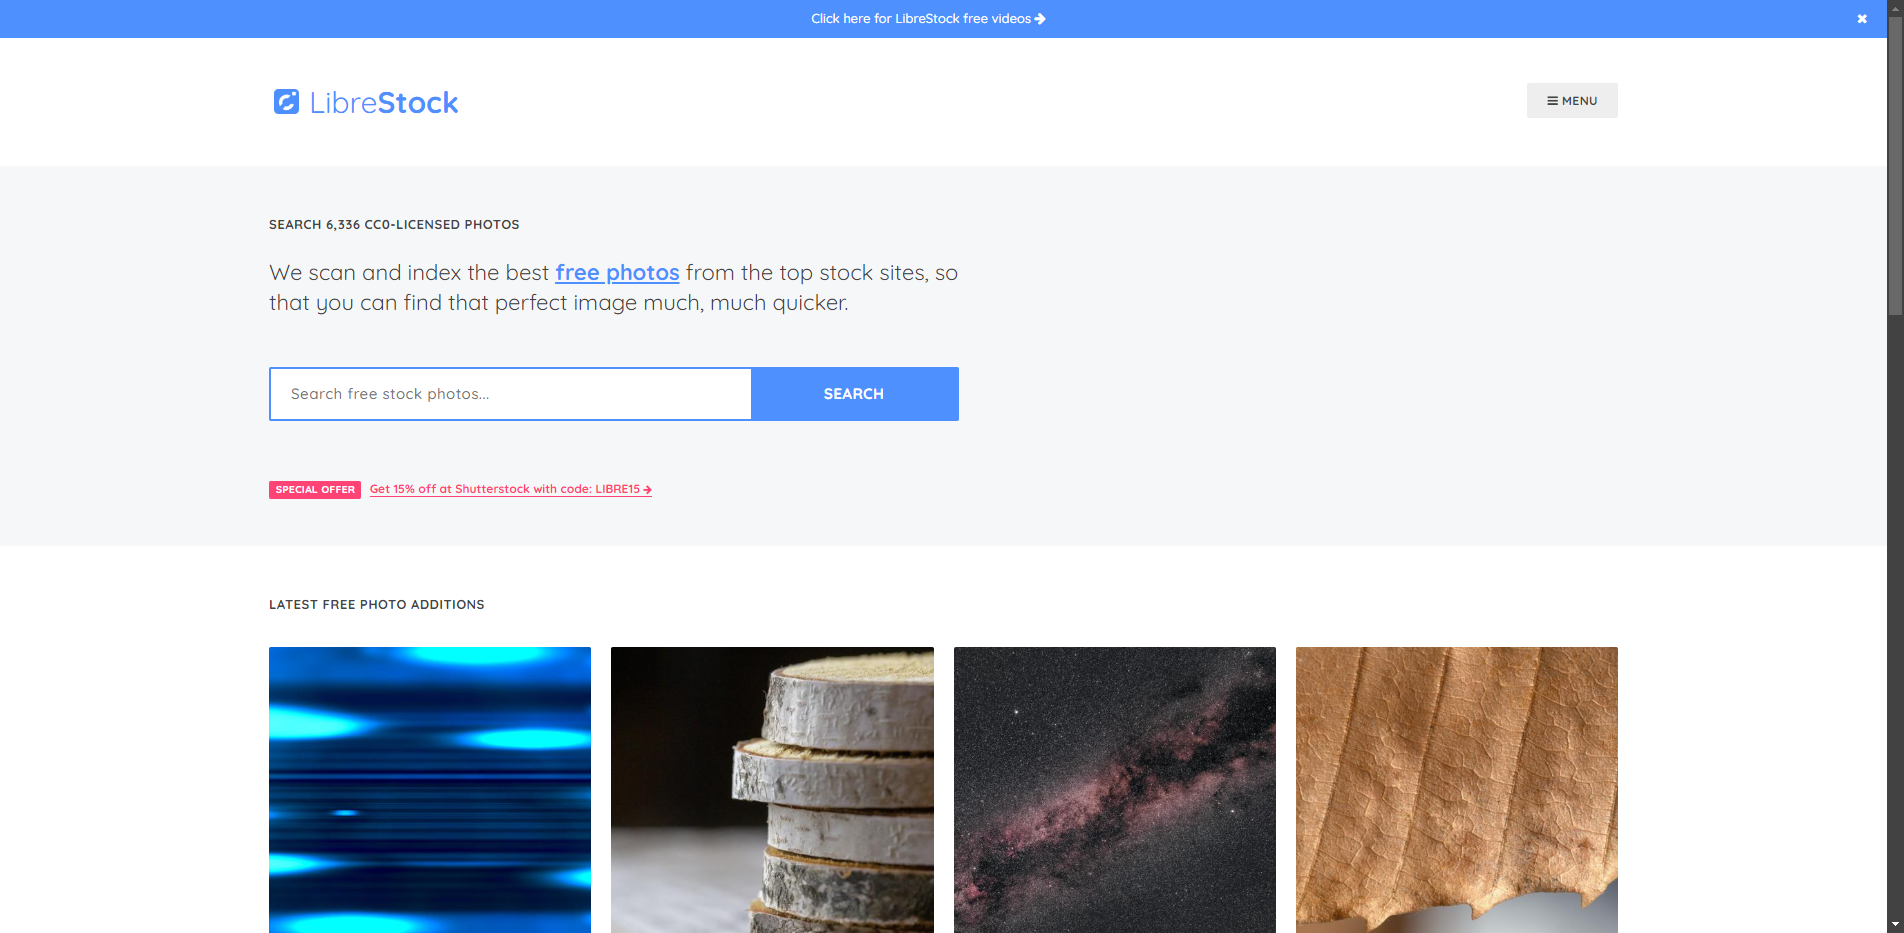 Click here for LibreStock free videos
LibreStock
MENU
SEARCH 6,336 CC0-LICENSED PHOTOS
We scan and index the best free photos from the top stock sites, so
that you can find that perfect image much, much quicker.
Search free stock photos...
SEARCH
SPECIAL OFFER Get 15% off at Shutterstock with code: LIBRE15
LATEST FREE PHOTO ADDITIONS